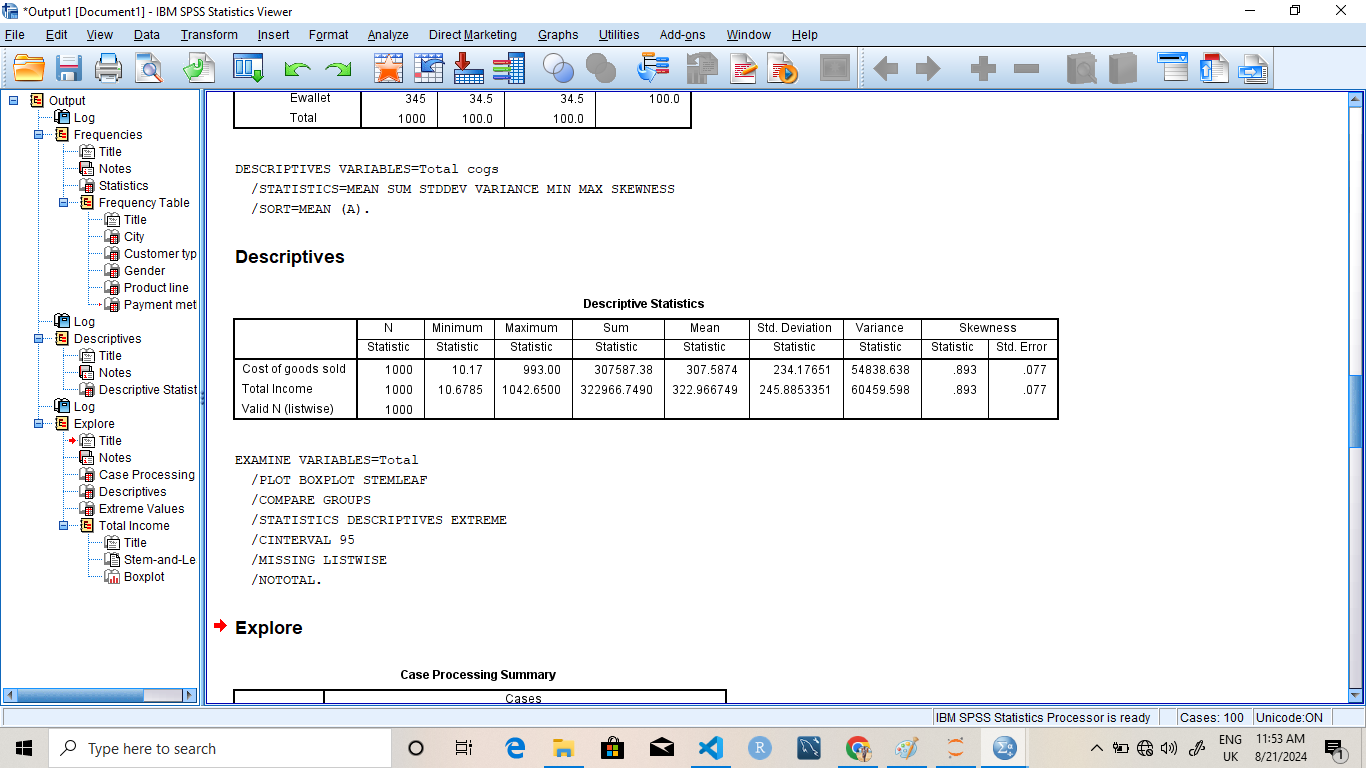 *Output1 [Document1] - IBM SPSS Statistics Viewer
File Edit View Data Transform Insert Format Analyze Direct Marketing Graphs Utilities Add-ons Window Help
Output
Log
Frequencies
Title
Notes
Statistics
Frequency Table
Title
City
Customer typ
Gender
Product line
Payment met
Log
Descriptives
Title
Notes
Descriptive Statist
Log
Explore
Title
Notes
Case Processing
Descriptives
Extreme Values
Total Income
Title
Stem-and-Le
Boxplot
Ewallet 345 34.5 34.5 100.0
Total 1000 100.0 100.0
DESCRIPTIVES VARIABLES=Total cogs
/STATISTICS=MEAN SUM STDDEV VARIANCE MIN MAX SKEWNESS
/SORT=MEAN (A).
Descriptives
Descriptive Statistics
N Minimum Maximum Sum Mean Std. Deviation Variance Skewness
Statistic Statistic Statistic Statistic Statistic Statistic Statistic Statistic Std. Error
Cost of goods sold 1000 10.17 993.00 307587.38 307.5874 234.17651 54838.638 .893 .077
Total Income 1000 10.6785 1042.6500 322966.7490 322.966749 245.8853351 60459.598 .893 .077
Valid N (listwise) 1000
EXAMINE VARIABLES=Total
/PLOT BOXPLOT STEMLEAF
/COMPARE GROUPS
/STATISTICS DESCRIPTIVES EXTREME
/CINTERVAL 95
/MISSING LISTWISE
/NOTOTAL.
Explore
Case Processing Summary
Cases
IBM SPSS Statistics Processor is ready Cases: 100 Unicode:ON
Type here to search
R
ENG 11:53 AM
UK 8/21/2024
1